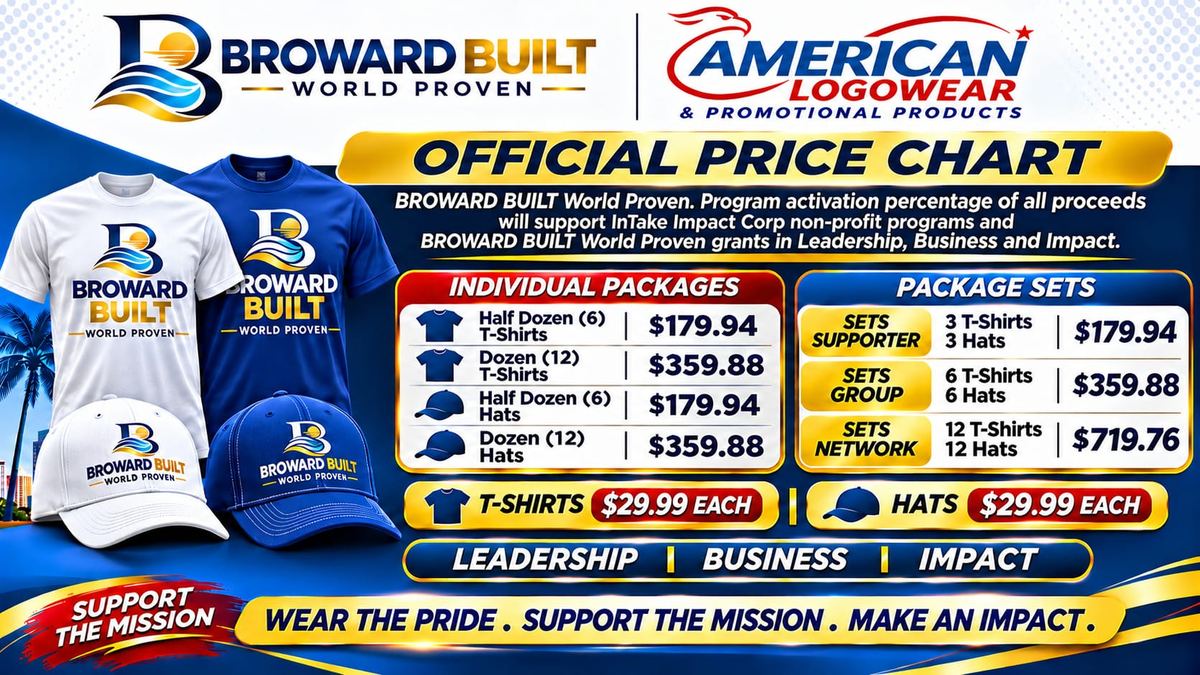 BROWARD BUILT
WORLD PROVEN
AMERICAN
LOGOWEAR
& PROMOTIONAL PRODUCTS
OFFICIAL PRICE CHART
BROWARD BUILT World Proven. Program activation percentage of all proceeds
will support InTake Impact Corp non-profit programs and
BROWARD BUILT World Proven grants in Leadership, Business and Impact.
BROWARD
BUILT
WORLD PROVEN
BROWARD
BUILT
WORLD PROVEN
BROWARD BUILT
WORLD PROVEN
BROWARD BUILT
WORLD PROVEN
INDIVIDUAL PACKAGES
Half Dozen (6)
T-Shirts
$179.94
Dozen (12)
T-Shirts
$359.88
Half Dozen (6)
Hats
$179.94
Dozen (12)
Hats
$359.88
PACKAGE SETS
SETS
SUPPORTER
3 T-Shirts
3 Hats
$179.94
SETS
GROUP
6 T-Shirts
6 Hats
$359.88
SETS
NETWORK
12 T-Shirts
12 Hats
$719.76
T-SHIRTS $29.99 EACH
HATS $29.99 EACH
LEADERSHIP | BUSINESS | IMPACT
SUPPORT
THE MISSION
WEAR THE PRIDE . SUPPORT THE MISSION . MAKE AN IMPACT .